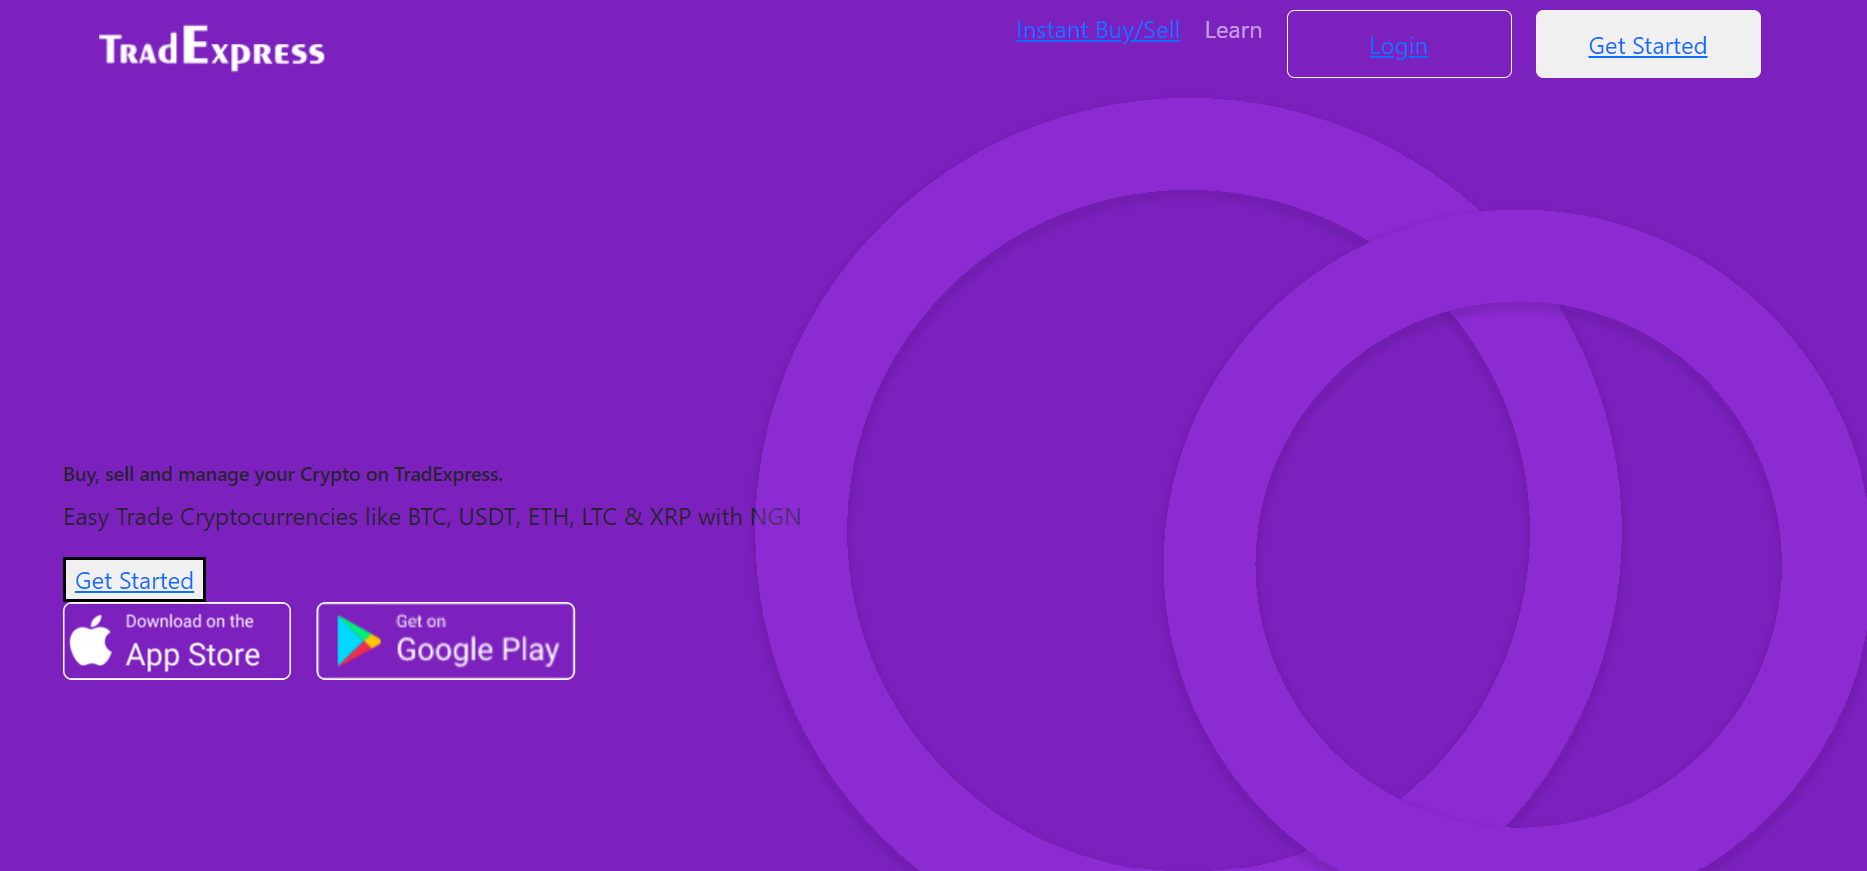 TradExpress
Instant Buy/Sell
Learn
Login
Get Started
Buy, sell and manage your Crypto on TradExpress.
Easy Trade Cryptocurrencies like BTC, USDT, ETH, LTC & XRP with NGN
Get Started
Download on the
App Store
Get on
Google Play